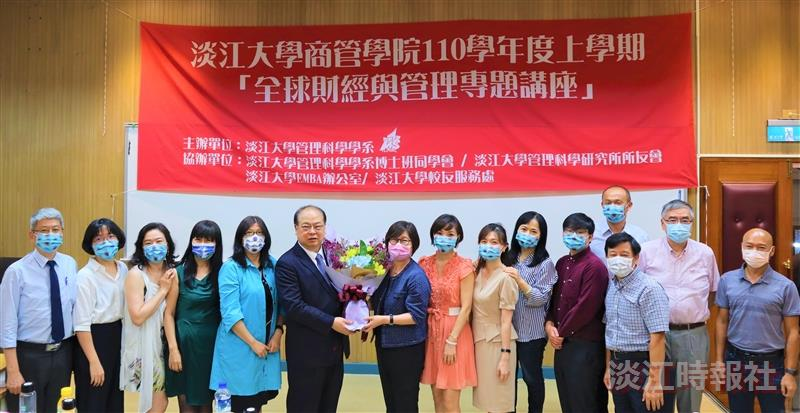 淡江大學商管學院110學年度上學期
「全球財經與管理專題講座」
主辦單位：淡江大學管理科學學系
協辦單位：淡江大學管理科學學系博士班同學會 / 淡江大學管理科學研究所所友會
淡江大學EMBA辦公室/ 淡江大學校友服務處
淡江時報社